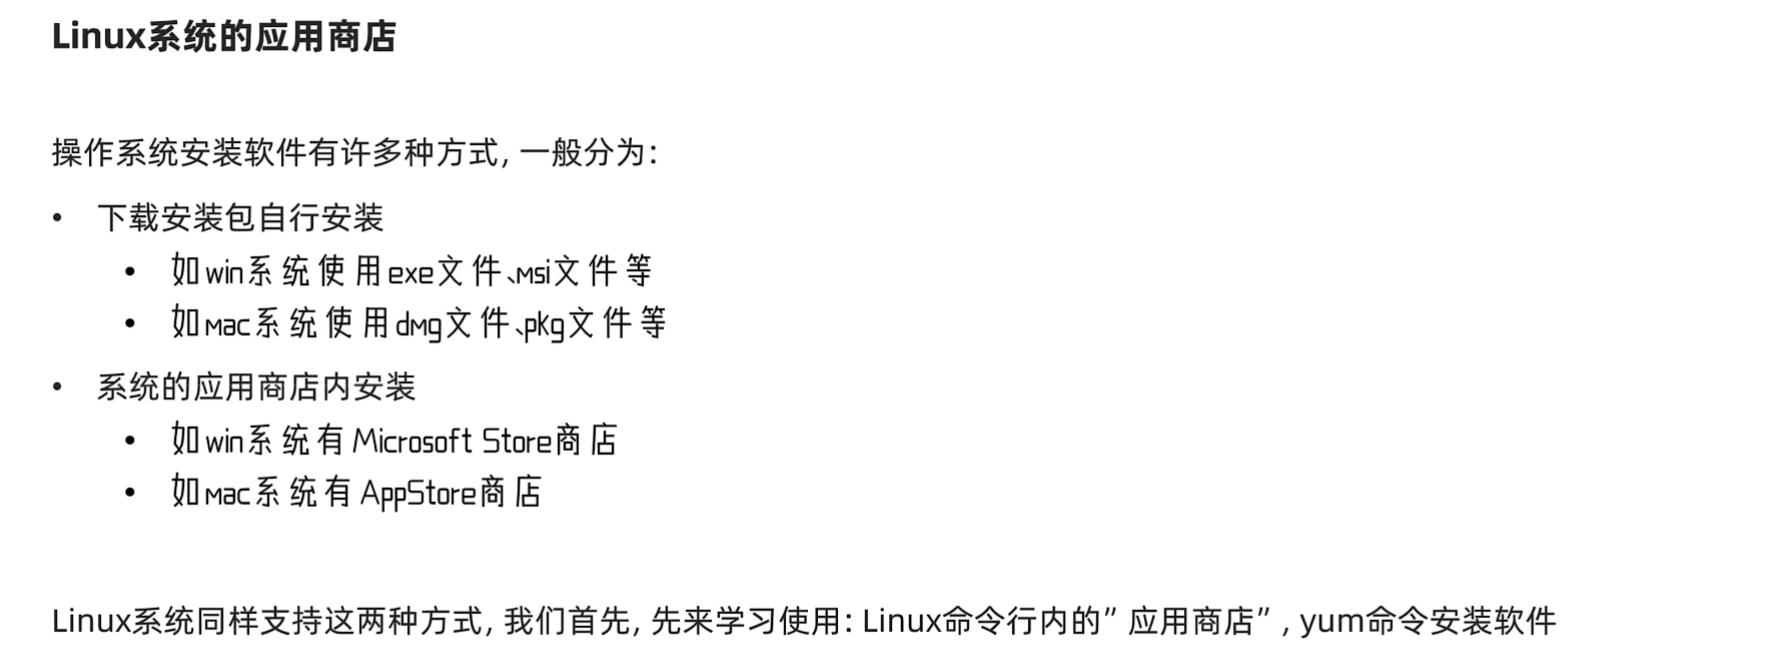 Linux系统的应用商店
操作系统安装软件有许多种方式, 一般分为:
• 下载安装包自行安装
• 如win系统使用exe文件、msi文件等
• 如mac系统使用dmg文件、pkg文件等
• 系统的应用商店内安装
• 如win系统有Microsoft Store商店
• 如mac系统有AppStore商店
Linux系统同样支持这两种方式, 我们首先, 先来学习使用: Linux命令行内的”应用商店”, yum命令安装软件